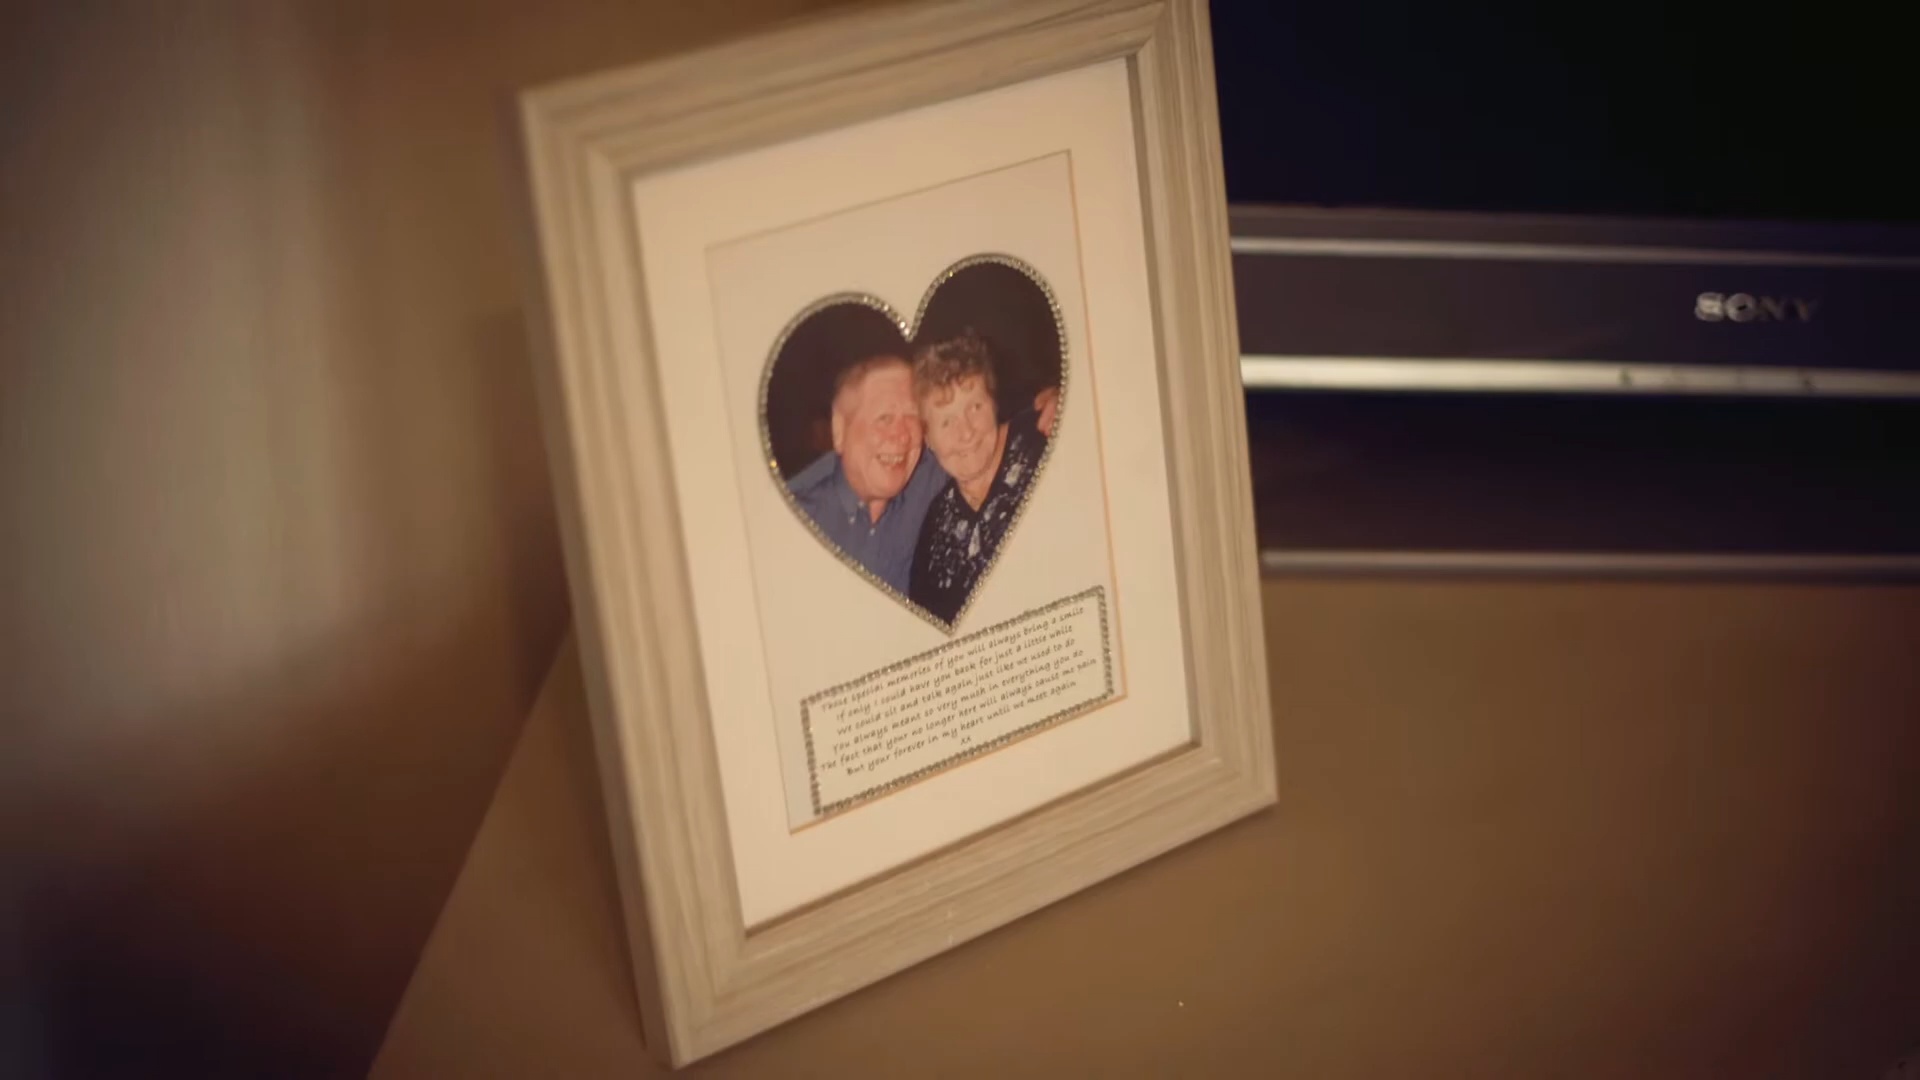 SONY
Those special memories of you will always bring a smile
If only I could have you back for just a little while
We could sit and talk again just like we used to do
You always meant so very much in everything you do
The fact that your no longer here will always cause me pain
But your forever in my heart until we meet again
xx